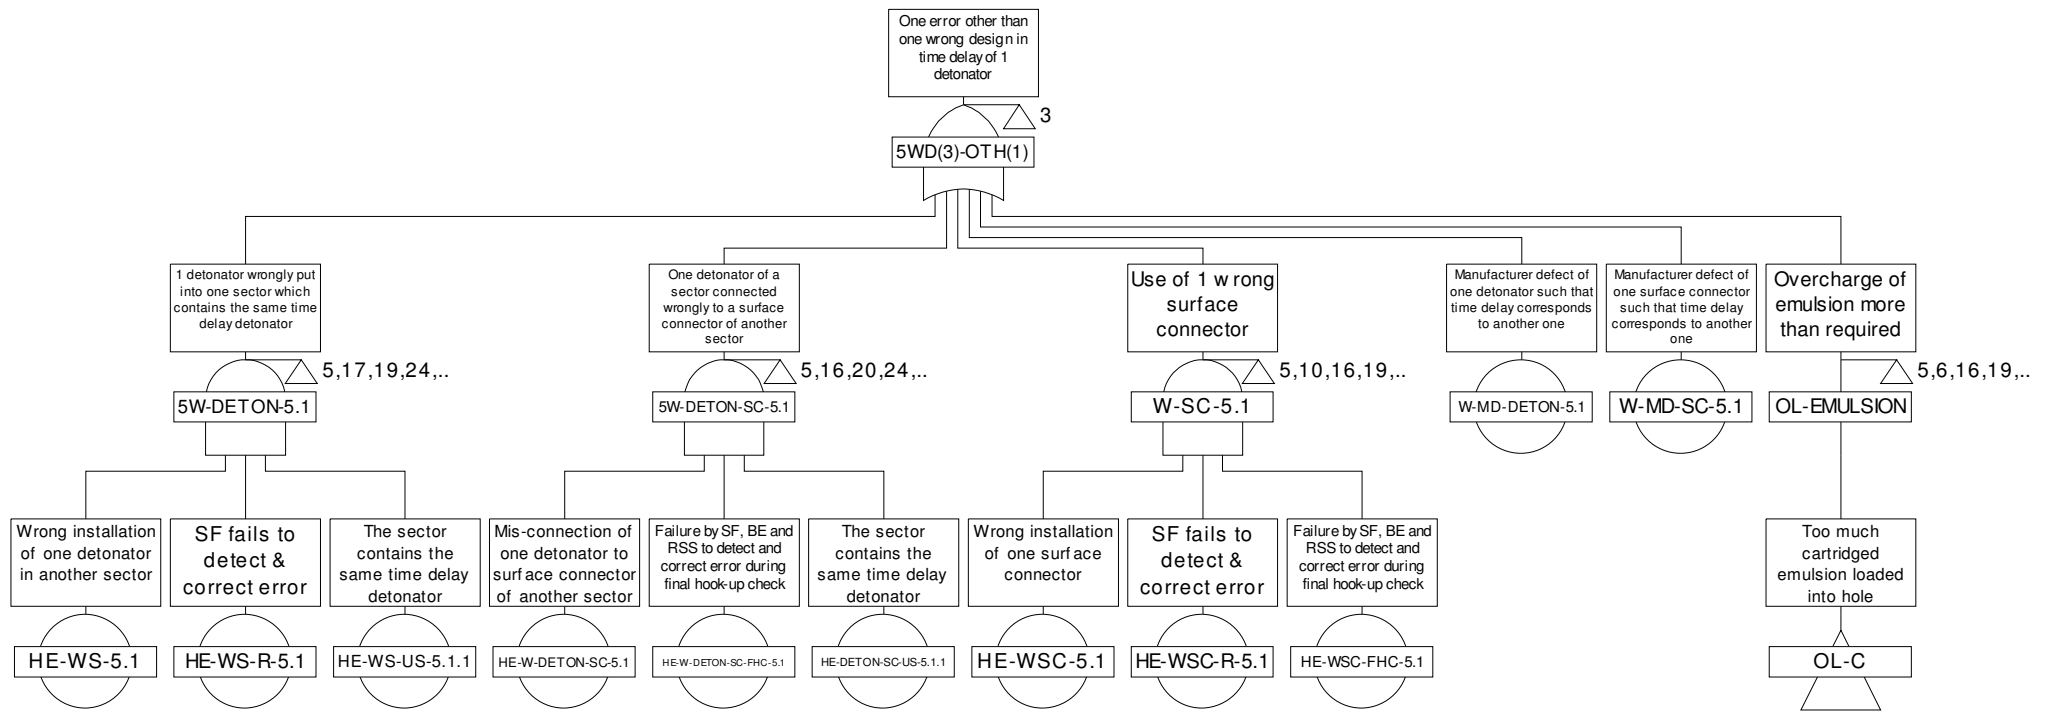 One error other than
one wrong design in
time delay of 1
detonator
3
5WD(3)-OTH(1)
1 detonator wrongly put
into one sector which
contains the same time
delay detonator
5,17,19,24,..
5W-DETON-5.1
One detonator of a
sector connected
wrongly to a surface
connector of another
sector
5,16,20,24,..
5W-DETON-SC-5.1
Use of 1 wrong
surface
connector
5,10,16,19,..
W-SC-5.1
Manufacturer defect of
one detonator such that
time delay corresponds
to another one
W-MD-DETON-5.1
Manufacturer defect of
one surface connector
such that time delay
corresponds to another
one
W-MD-SC-5.1
Overcharge of
emulsion more
than required
5,6,16,19,..
OL-EMULSION
Wrong installation
of one detonator
in another sector
HE-WS-5.1
SF fails to
detect &
correct error
HE-WS-R-5.1
The sector
contains the
same time delay
detonator
HE-WS-US-5.1.1
Mis-connection of
one detonator to
surface connector
of another sector
HE-W-DETON-SC-5.1
Failure by SF, BE and
RSS to detect and
correct error during
final hook-up check
HE-W-DETON-SC-FHC-5.1
The sector
contains the
same time delay
detonator
HE-DETON-SC-US-5.1.1
Wrong installation
of one surface
connector
HE-WSC-5.1
SF fails to
detect &
correct error
HE-WSC-R-5.1
Failure by SF, BE and
RSS to detect and
correct error during
final hook-up check
HE-WSC-FHC-5.1
Too much
cartridged
emulsion loaded
into hole
OL-C